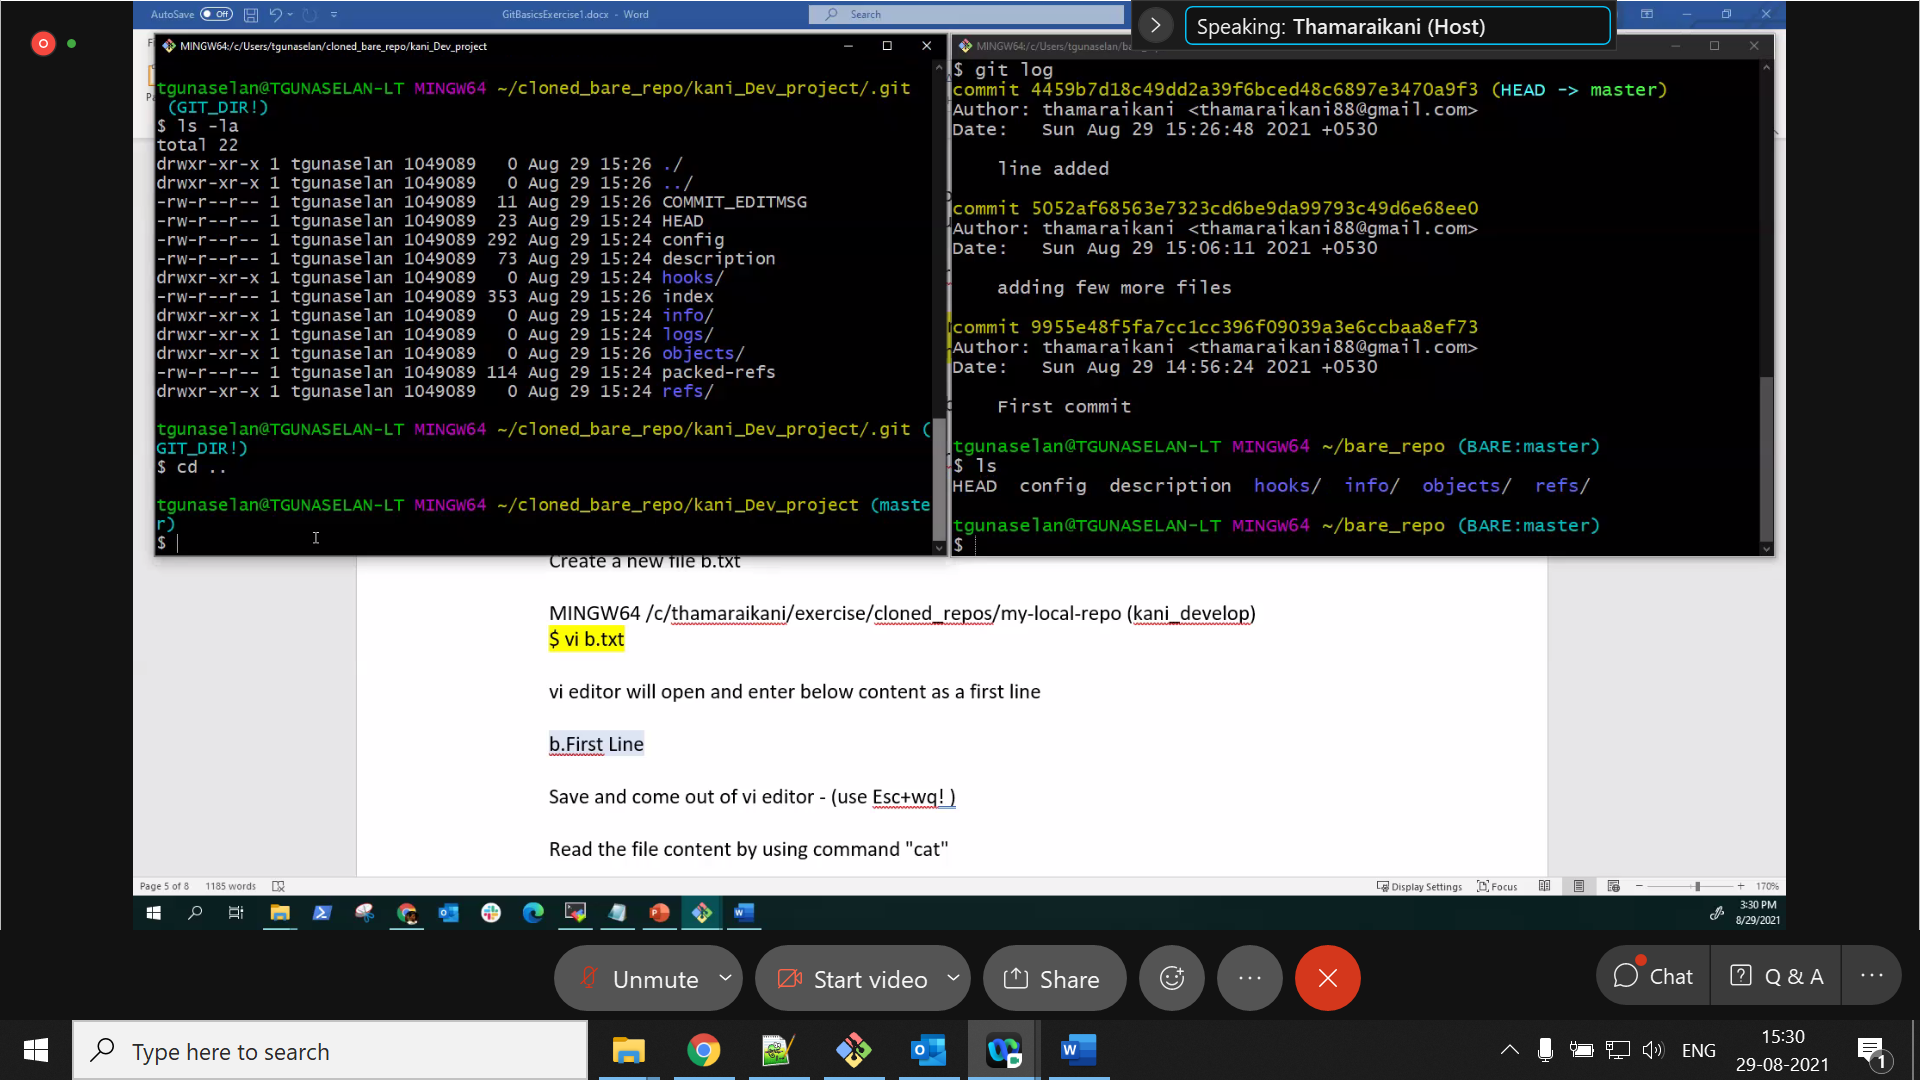 AutoSave Off GitBasicsExercise1.docx - Word Search
Speaking: Thamaraikani (Host)
MINGW64:/c/Users/tgunaselan/cloned_bare_repo/kani_Dev_project
tgunaselan@TGUNASELAN-LT MINGW64 ~/cloned_bare_repo/kani_Dev_project/.git
(GIT_DIR!)
$ ls -la
total 22
drwxr-xr-x 1 tgunaselan 1049089 0 Aug 29 15:26 ./
drwxr-xr-x 1 tgunaselan 1049089 0 Aug 29 15:26 ../
-rw-r--r-- 1 tgunaselan 1049089 11 Aug 29 15:26 COMMIT_EDITMSG
-rw-r--r-- 1 tgunaselan 1049089 23 Aug 29 15:24 HEAD
-rw-r--r-- 1 tgunaselan 1049089 292 Aug 29 15:24 config
-rw-r--r-- 1 tgunaselan 1049089 73 Aug 29 15:24 description
drwxr-xr-x 1 tgunaselan 1049089 0 Aug 29 15:24 hooks/
-rw-r--r-- 1 tgunaselan 1049089 353 Aug 29 15:26 index
drwxr-xr-x 1 tgunaselan 1049089 0 Aug 29 15:24 info/
drwxr-xr-x 1 tgunaselan 1049089 0 Aug 29 15:24 logs/
drwxr-xr-x 1 tgunaselan 1049089 0 Aug 29 15:26 objects/
-rw-r--r-- 1 tgunaselan 1049089 114 Aug 29 15:24 packed-refs
drwxr-xr-x 1 tgunaselan 1049089 0 Aug 29 15:24 refs/
tgunaselan@TGUNASELAN-LT MINGW64 ~/cloned_bare_repo/kani_Dev_project/.git (
GIT_DIR!)
$ cd ..
tgunaselan@TGUNASELAN-LT MINGW64 ~/cloned_bare_repo/kani_Dev_project (maste
r)
$
MINGW64:/c/Users/tgunaselan/
$ git log
commit 4459b7d18c49dd2a39f6bced48c6897e3470a9f3 (HEAD -> master)
Author: thamaraikani <thamaraikani88@gmail.com>
Date: Sun Aug 29 15:26:48 2021 +0530
line added
commit 5052af68563e7323cd6be9da99793c49d6e68ee0
Author: thamaraikani <thamaraikani88@gmail.com>
Date: Sun Aug 29 15:06:11 2021 +0530
adding few more files
commit 9955e48f5fa7cc1cc396f09039a3e6ccbaa8ef73
Author: thamaraikani <thamaraikani88@gmail.com>
Date: Sun Aug 29 14:56:24 2021 +0530
First commit
tgunaselan@TGUNASELAN-LT MINGW64 ~/bare_repo (BARE:master)
$ ls
HEAD config description hooks/ info/ objects/ refs/
tgunaselan@TGUNASELAN-LT MINGW64 ~/bare_repo (BARE:master)
$
Create a new file b.txt
MINGW64 /c/thamaraikani/exercise/cloned_repos/my-local-repo (kani_develop)
$ vi b.txt
vi editor will open and enter below content as a first line
b.First Line
Save and come out of vi editor - (use Esc+wq! )
Read the file content by using command "cat"
Page 5 of 8 1185 words Display Settings Focus 170%
3:30 PM
8/29/2021
Unmute Start video Share Chat Q & A
Type here to search
ENG
15:30
29-08-2021
1